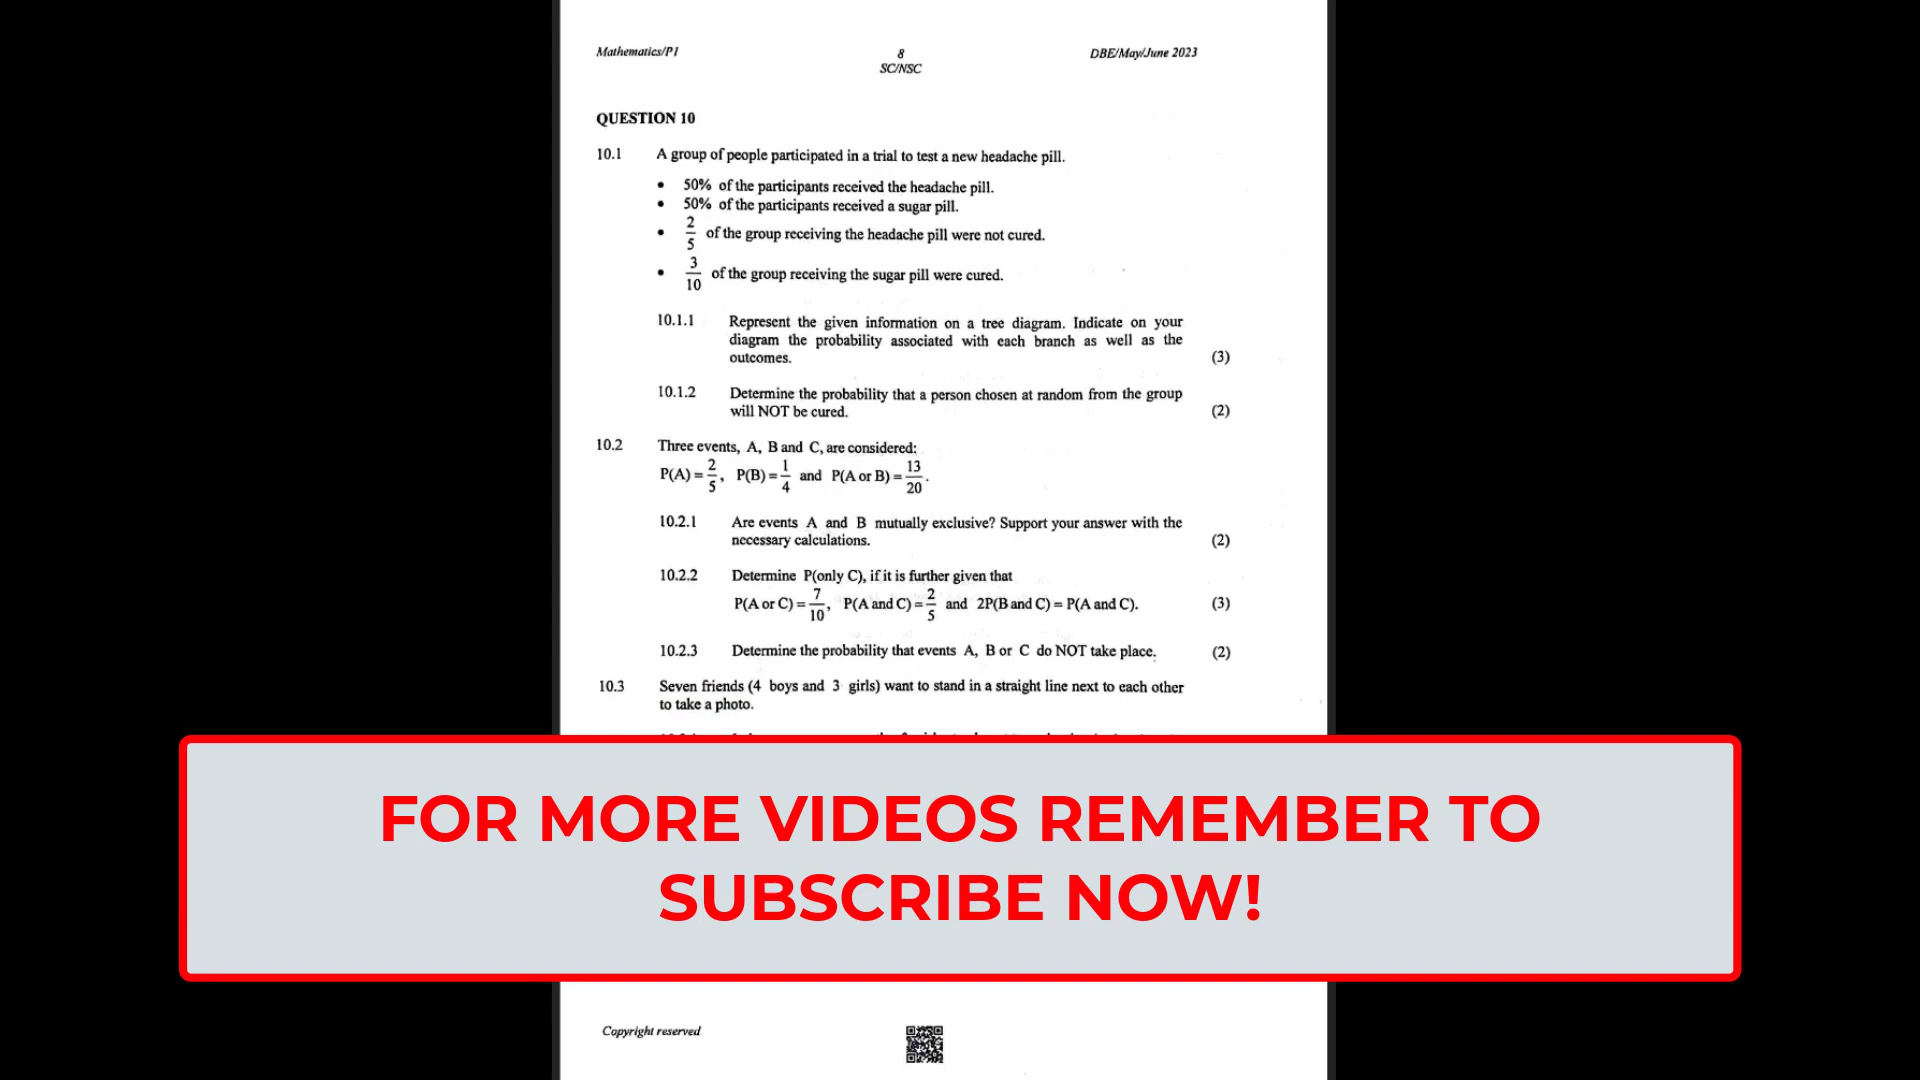 Mathematics/P1
8
SC/NSC
DBE/May/June 2023
QUESTION 10
10.1 A group of people participated in a trial to test a new headache pill.
• 50% of the participants received the headache pill.
• 50% of the participants received a sugar pill.
• 2/5 of the group receiving the headache pill were not cured.
• 3/10 of the group receiving the sugar pill were cured.
10.1.1 Represent the given information on a tree diagram. Indicate on your
diagram the probability associated with each branch as well as the
outcomes. (3)
10.1.2 Determine the probability that a person chosen at random from the group
will NOT be cured. (2)
10.2 Three events, A, B and C, are considered:
P(A) = 2/5, P(B) = 1/4 and P(A or B) = 13/20.
10.2.1 Are events A and B mutually exclusive? Support your answer with the
necessary calculations. (2)
10.2.2 Determine P(only C), if it is further given that
P(A or C) = 7/10, P(A and C) = 2/5 and 2P(B and C) = P(A and C). (3)
10.2.3 Determine the probability that events A, B or C do NOT take place. (2)
10.3 Seven friends (4 boys and 3 girls) want to stand in a straight line next to each other
to take a photo.
FOR MORE VIDEOS REMEMBER TO
SUBSCRIBE NOW!
Copyright reserved